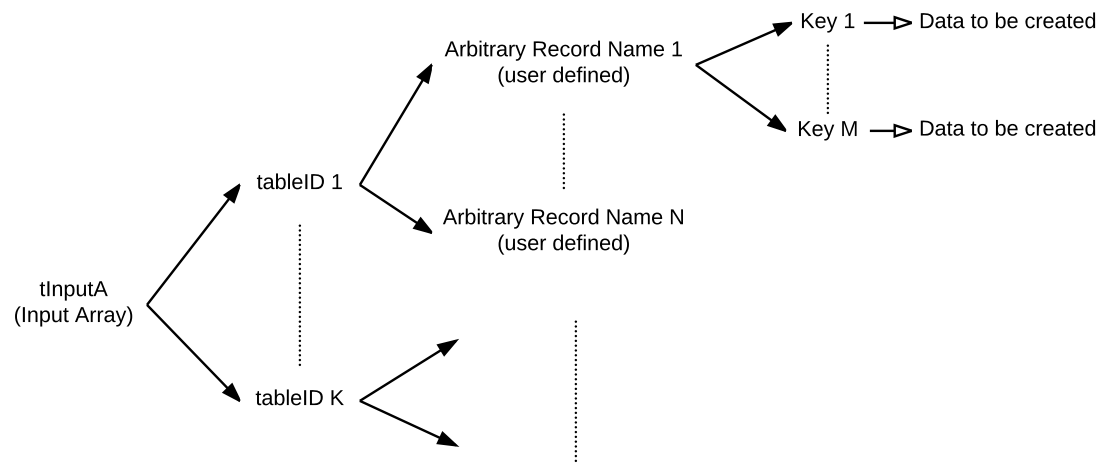 Key 1
Data to be created
Arbitrary Record Name 1
(user defined)
Key M
Data to be created
tableID 1
Arbitrary Record Name N
(user defined)
tInputA
(Input Array)
tableID K